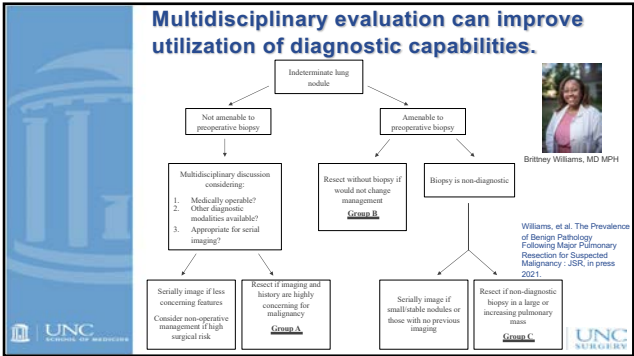 Multidisciplinary evaluation can improve
utilization of diagnostic capabilities.
Indeterminate lung
nodule
Not amenable to
preoperative biopsy
Amenable to
preoperative biopsy
Brittney Williams, MD MPH
Multidisciplinary discussion
considering:
1. Medically operable?
2. Other diagnostic
modalities available?
3. Appropriate for serial
imaging?
Resect without biopsy if
would not change
management
Group B
Biopsy is non-diagnostic
Williams, et al. The Prevalence
of Benign Pathology
Following Major Pulmonary
Resection for Suspected
Malignancy : JSR, in press
2021.
Serially image if less
concerning features
Consider non-operative
management if high
surgical risk
Resect if imaging and
history are highly
concerning for
malignancy
Group A
Serially image if
small/stable nodules or
those with no previous
imaging
Resect if non-diagnostic
biopsy in a large or
increasing pulmonary
mass
Group C
UNC
SCHOOL OF MEDICINE
UNC
SURGERY